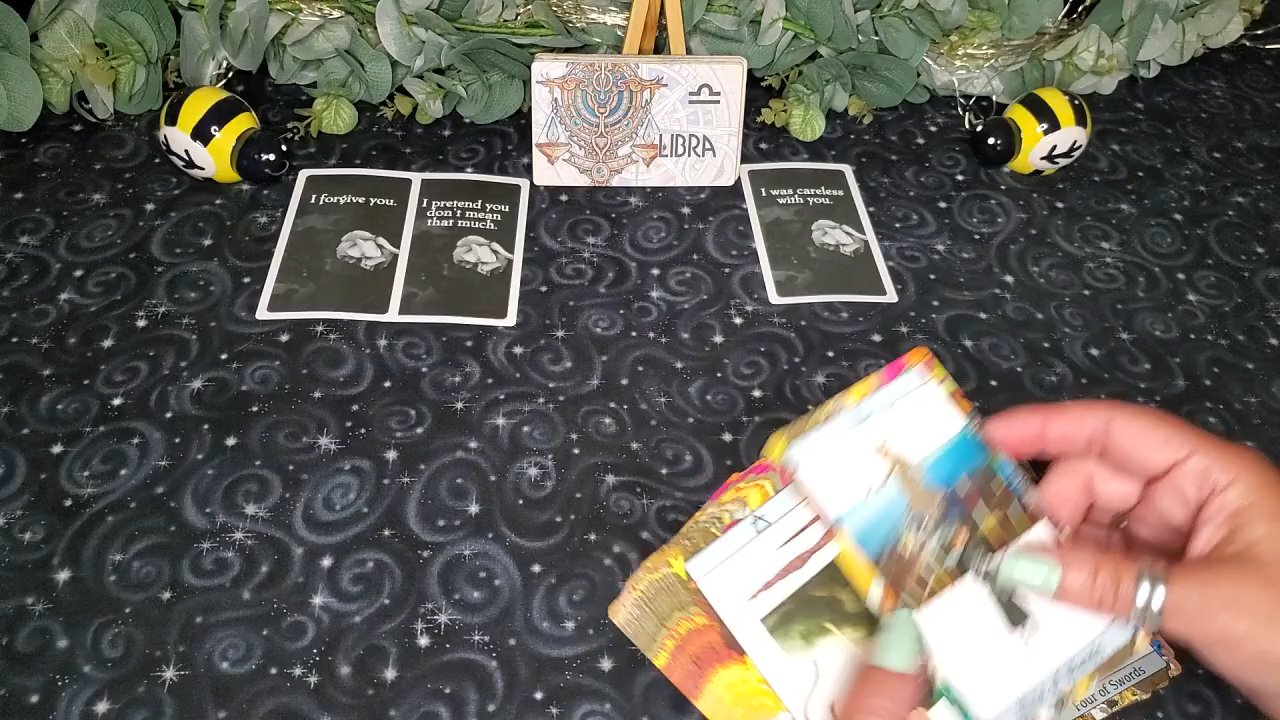 LIBRA
I forgive you.
I pretend you
don't mean
that much.
I was careless
with you.
Four of Swords